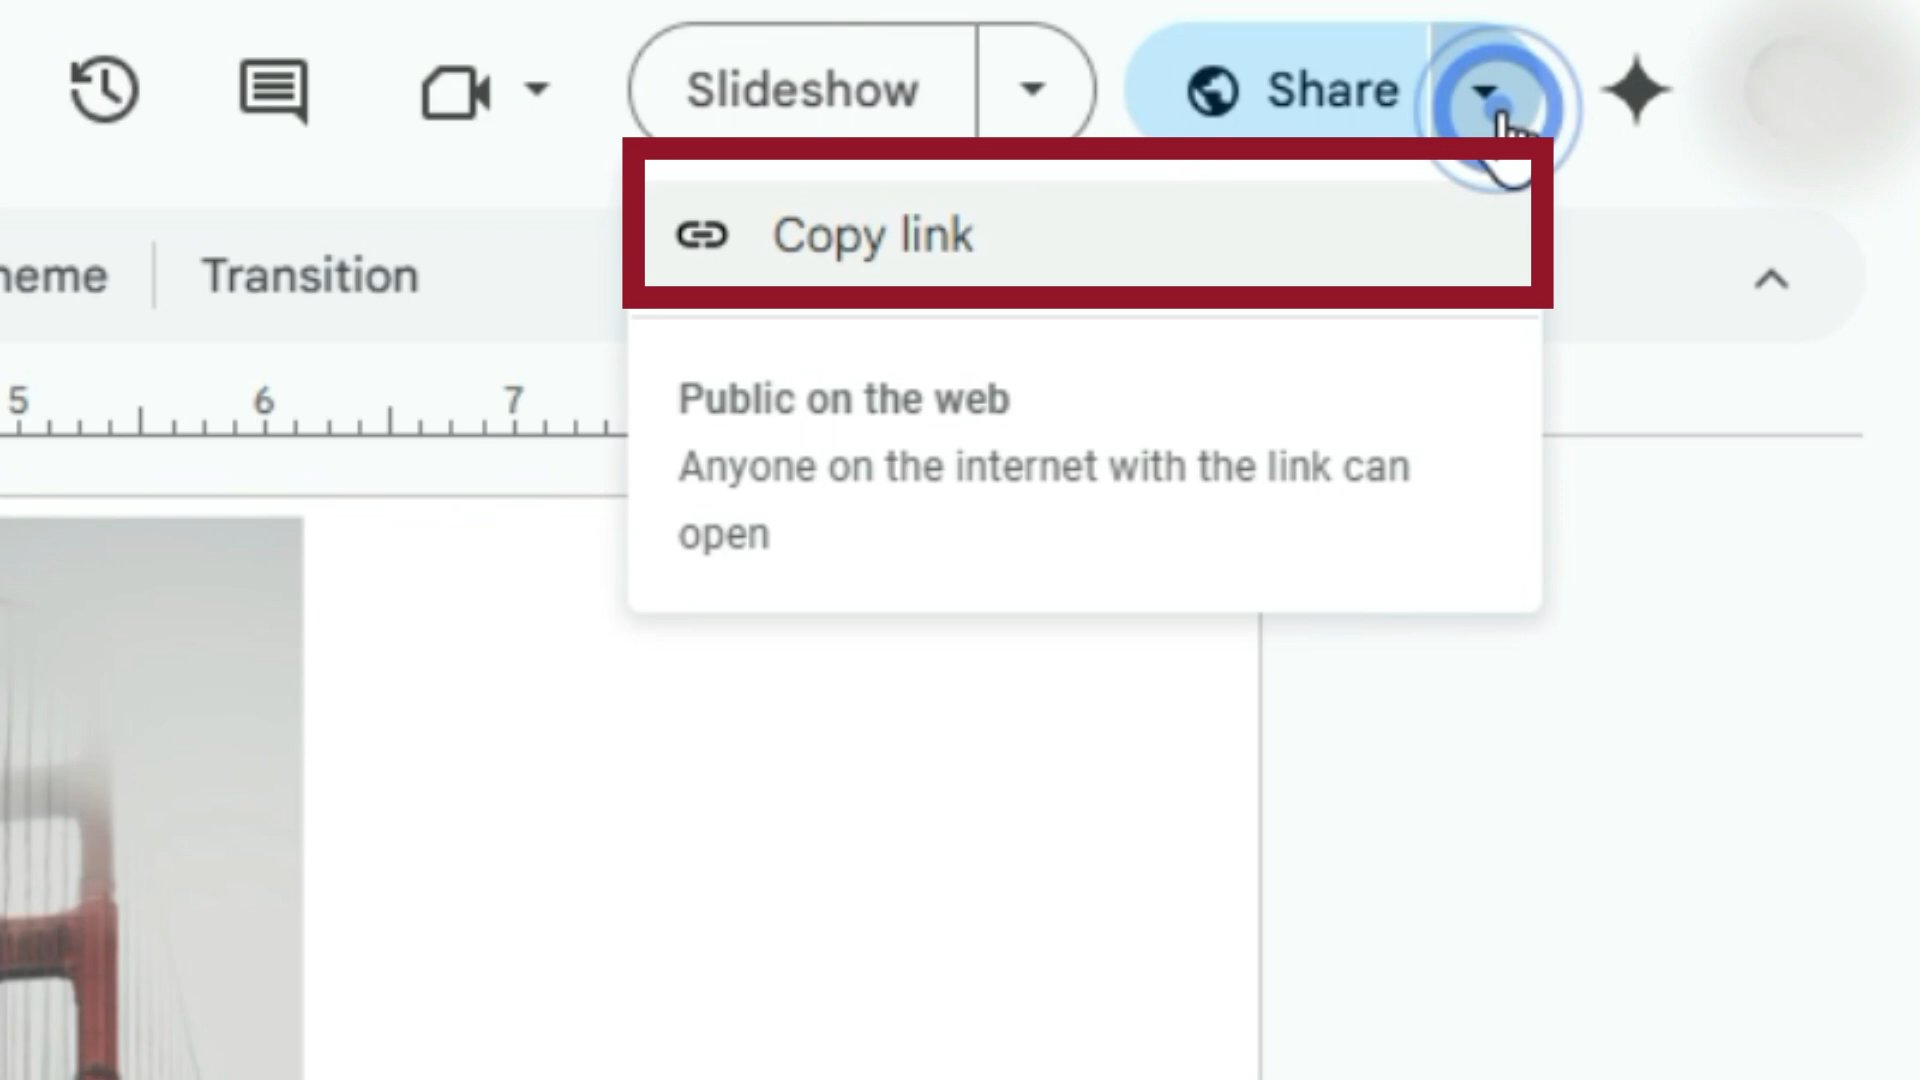 Slideshow
Share
Copy link
Transition
5 6 7
Public on the web
Anyone on the internet with the link can
open